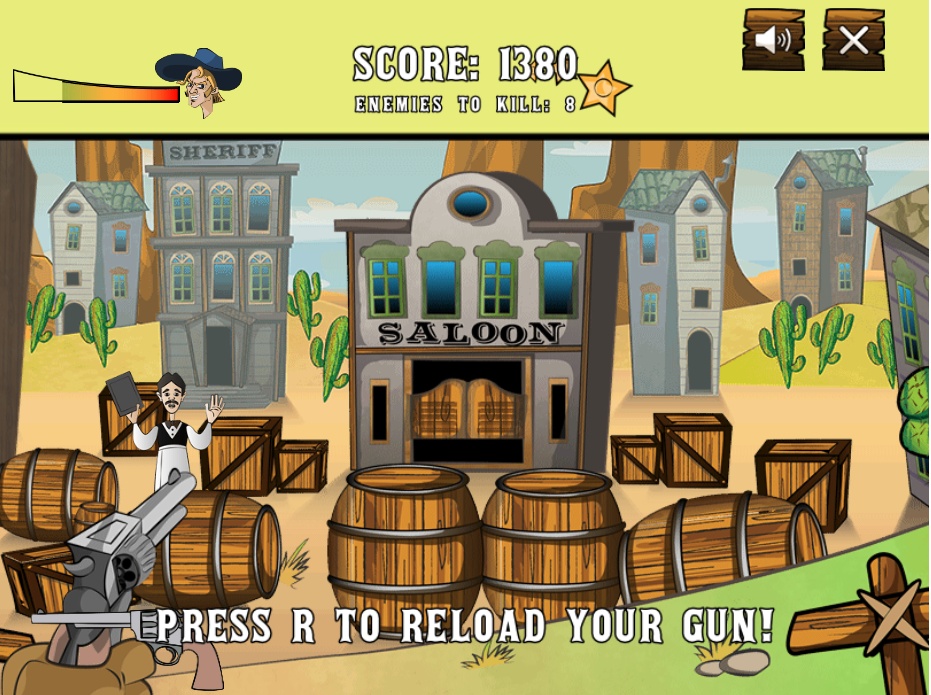 SCORE: 1380
ENEMIES TO KILL: 8
SHERIFF
SALOON
PRESS R TO RELOAD YOUR GUN!